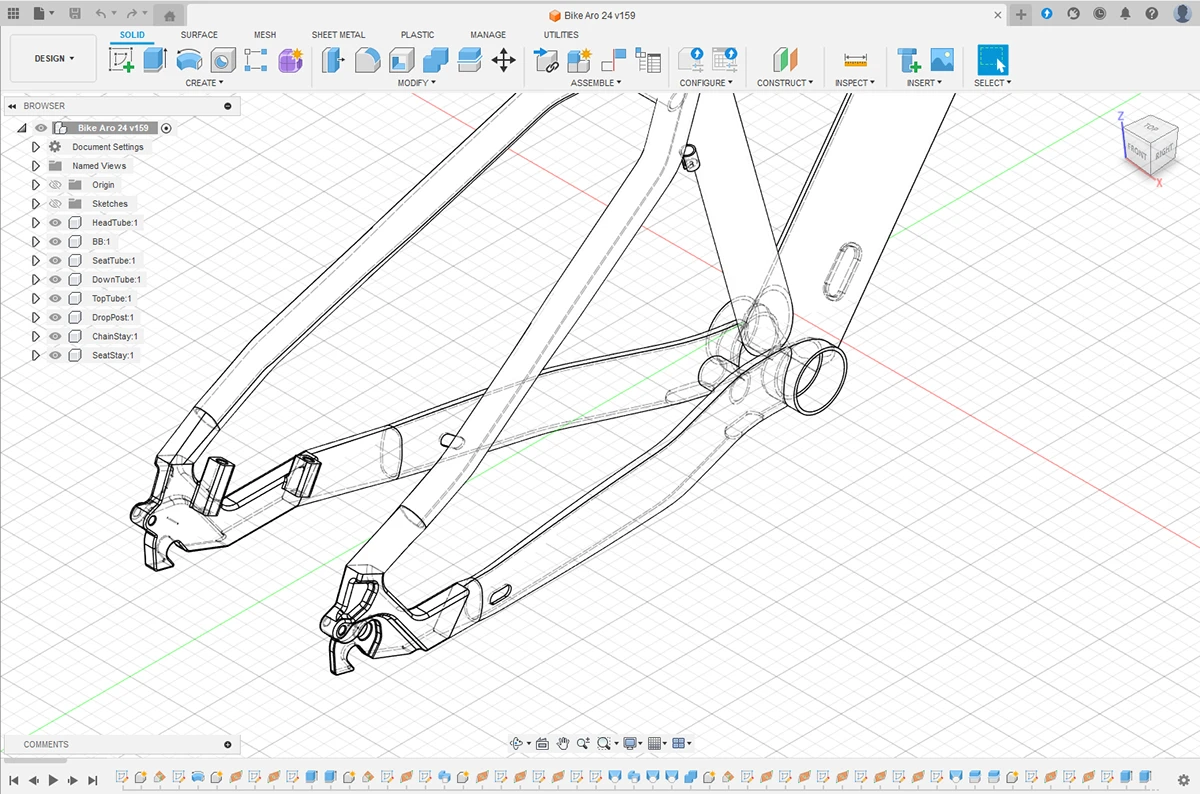 Bike Aro 24 v159
SOLID SURFACE MESH SHEET METAL PLASTIC MANAGE UTILITIES
DESIGN
CREATE MODIFY ASSEMBLE CONFIGURE CONSTRUCT INSPECT INSERT SELECT
BROWSER
Bike Aro 24 v159
Document Settings
Named Views
Origin
Sketches
HeadTube:1
BB:1
SeatTube:1
DownTube:1
TopTube:1
DropPost:1
ChainStay:1
SeatStay:1
Z
TOP
FRONT
RIGHT
X
COMMENTS